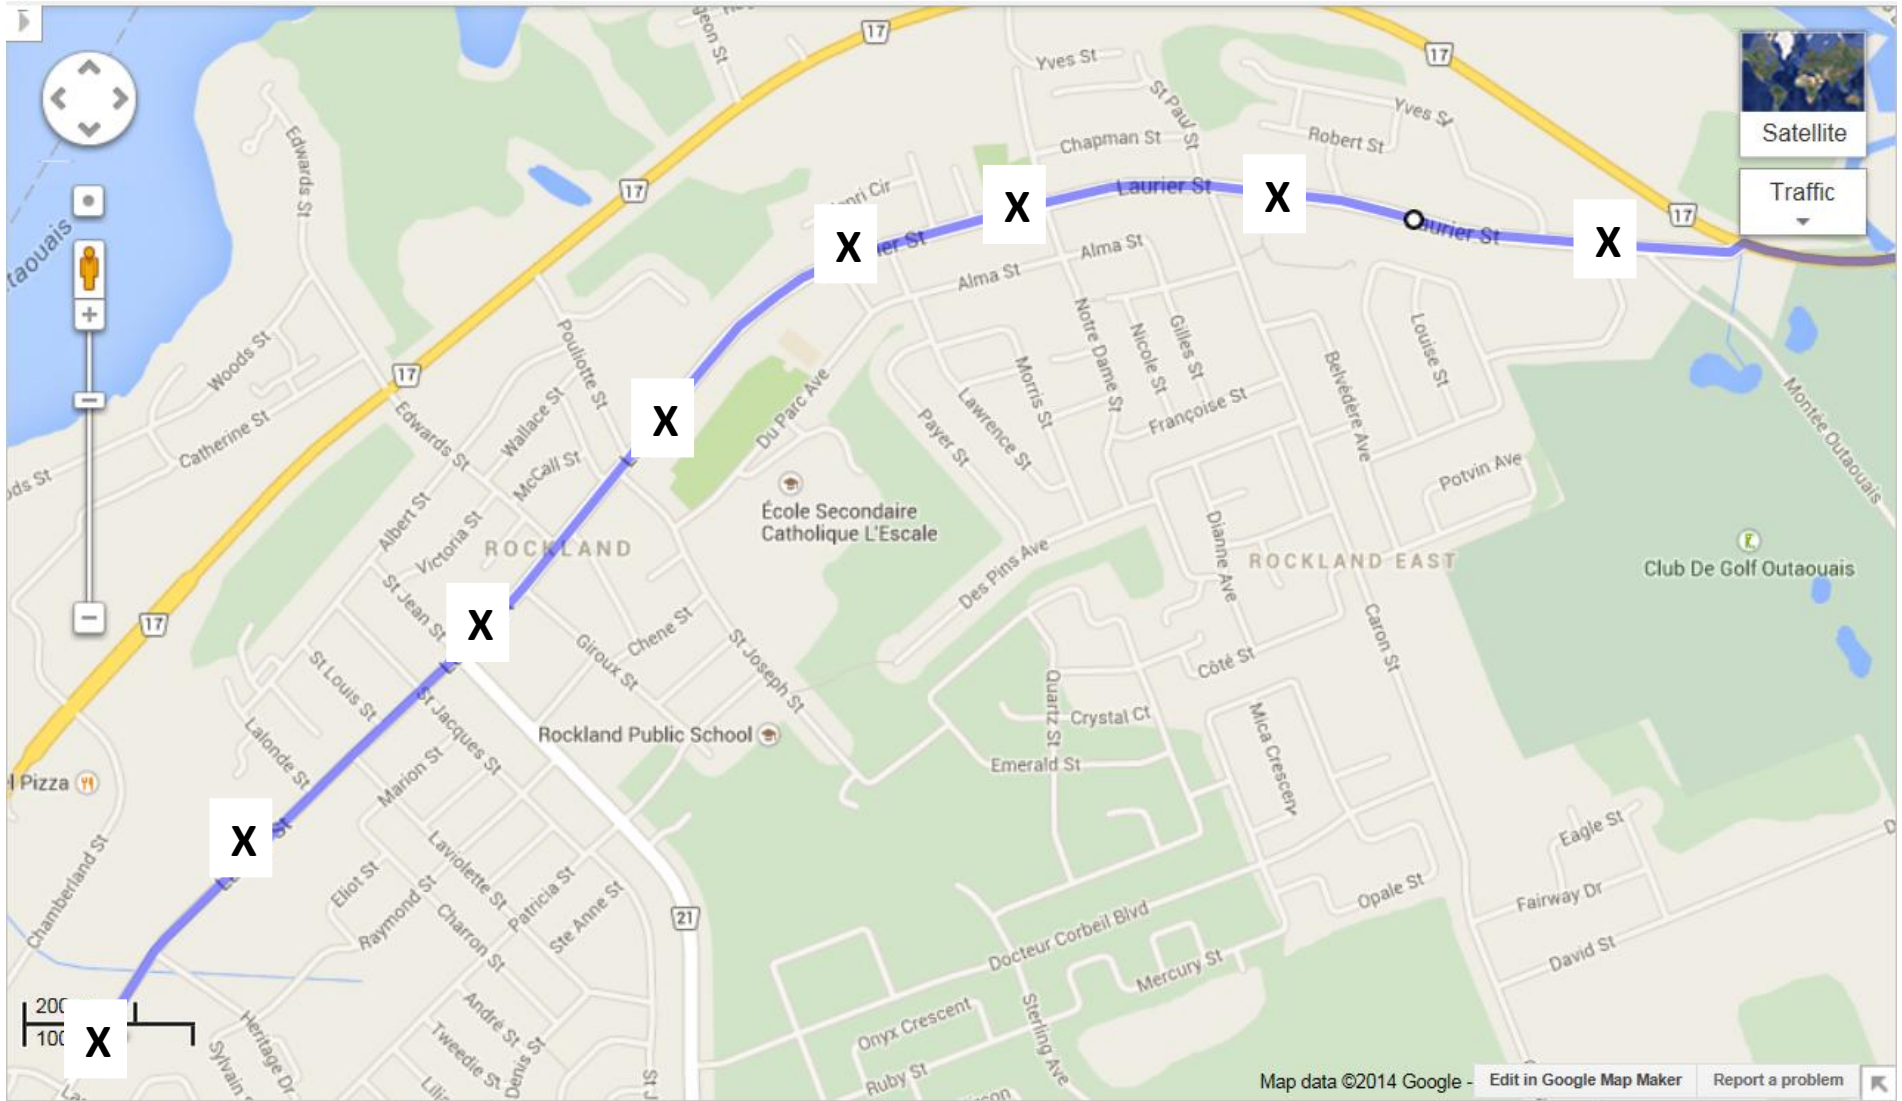 17
17
17
Satellite
Traffic
Yves St
St Paul St
Yves St
Robert St
Chapman St
Laurier St
X
X
X
Laurier St
17
X
Edwards St
17
Alma St
Alma St
17
Woods St
Catherine St
Edwards St
Pouliotte St
Wallace St
McCall St
X
Du Parc Ave
Payer St
Lawrence St
Morris St
Notre Dame St
Nicole St
Gilles St
Françoise St
Belvédère Ave
Louise St
Potvin Ave
Montée Outaouais
Albert St
Victoria St
ROCKLAND
École Secondaire
Catholique L'Escale
Des Pins Ave
Dianne Ave
ROCKLAND EAST
Club De Golf Outaouais
17
St Jean St
X
Giroux St
Chene St
St Joseph St
Côté St
Caron St
St Louis St
St Jacques St
Rockland Public School
Quartz St
Crystal Ct
Emerald St
Mica Crescent
Lalonde St
Marion St
Pizza
X
Chamberland St
Eliot St
Raymond St
Laviolette St
Charron St
Patricia St
Ste Anne St
21
Docteur Corbeil Blvd
Opale St
Mercury St
Eagle St
Fairway Dr
David St
Onyx Crescent
Ruby St
Sterling Ave
André St
Tweedie St
Denis St
Heritage Dr
X
Map data ©2014 Google -
Edit in Google Map Maker
Report a problem